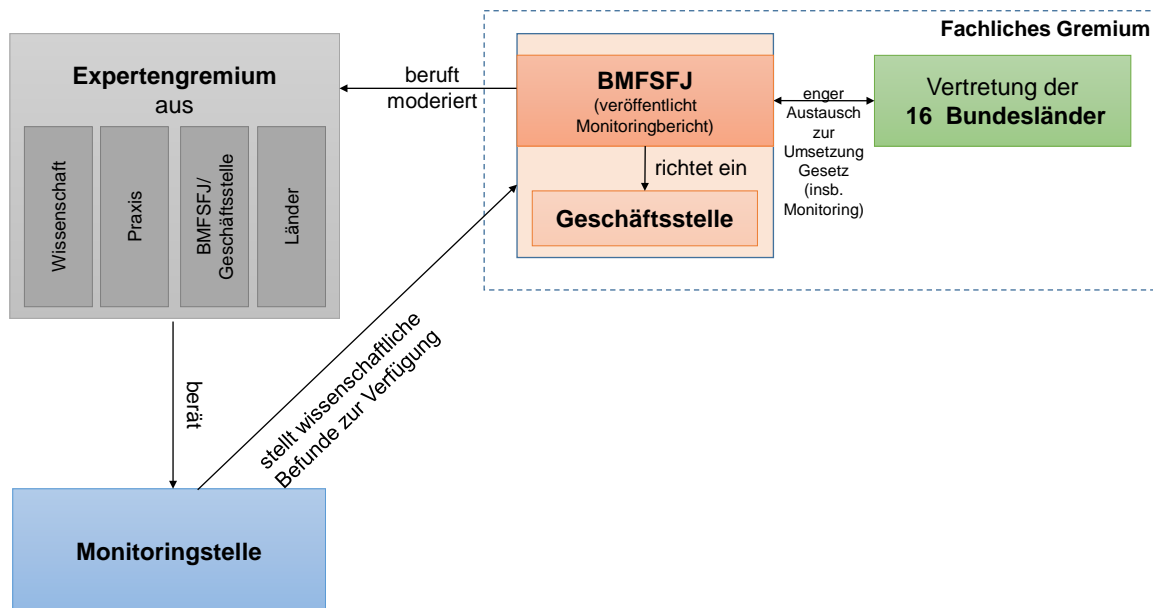 Fachliches Gremium
Expertengremium
aus
Wissenschaft
Praxis
BMFSFJ/
Geschäftsstelle
Länder
beruft
moderiert
BMFSFJ
(veröffentlicht
Monitoringbericht)
richtet ein
Geschäftsstelle
enger
Austausch
zur
Umsetzung
Gesetz
(insb.
Monitoring)
Vertretung der
16 Bundesländer
berät
stellt wissenschaftliche
Befunde zur Verfügung
Monitoringstelle